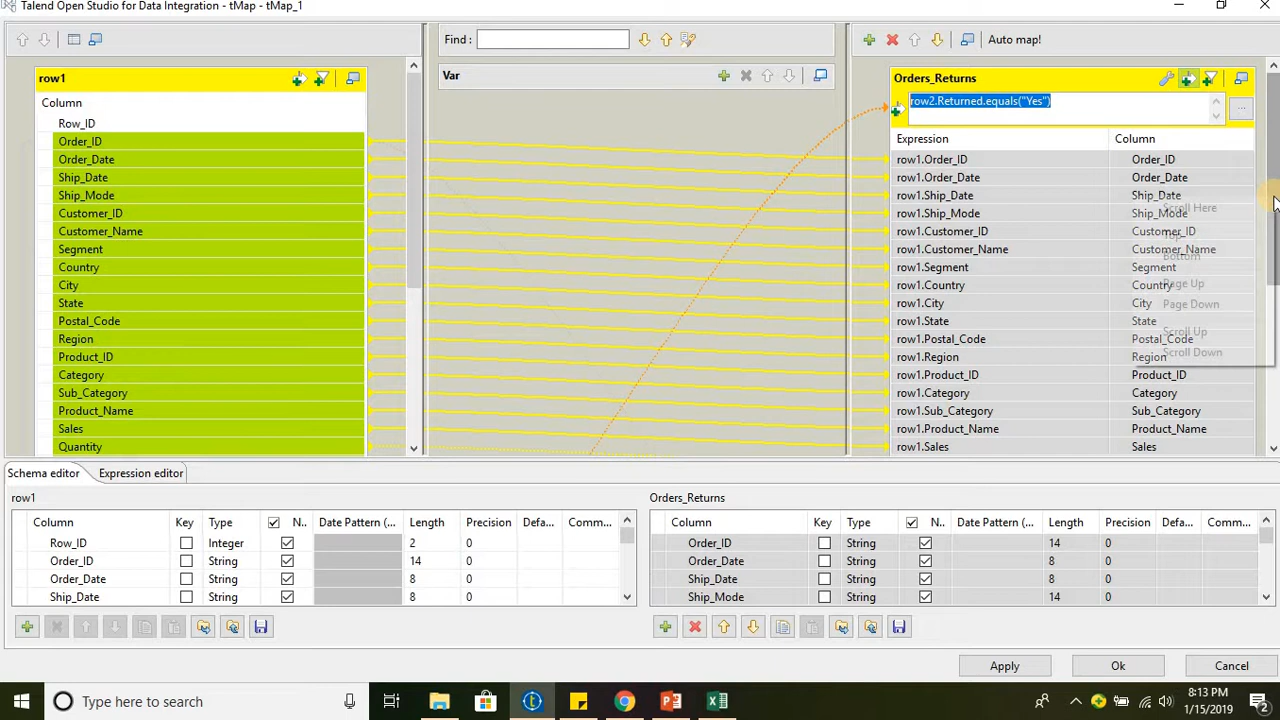 Talend Open Studio for Data Integration - tMap - tMap_1
Find :
Auto map!
row1
Column
Row_ID
Order_ID
Order_Date
Ship_Date
Ship_Mode
Customer_ID
Customer_Name
Segment
Country
City
State
Postal_Code
Region
Product_ID
Category
Sub_Category
Product_Name
Sales
Quantity
Var
Orders_Returns
row2.Returned.equals("Yes")
...
Expression Column
row1.Order_ID Order_ID
row1.Order_Date Order_Date
row1.Ship_Date Ship_Date
row1.Ship_Mode Ship_Mode
row1.Customer_ID Customer_ID
row1.Customer_Name Customer_Name
row1.Segment Segment
row1.Country Country
row1.City City
row1.State State
row1.Postal_Code Postal_Code
row1.Region Region
row1.Product_ID Product_ID
row1.Category Category
row1.Sub_Category Sub_Category
row1.Product_Name Product_Name
row1.Sales Sales
Scroll Here
Top
Bottom
Page Up
Page Down
Scroll Up
Scroll Down
Schema editor Expression editor
row1
Column Key Type N.. Date Pattern (... Length Precision Defa... Comm...
Row_ID Integer 2 0
Order_ID String 14 0
Order_Date String 8 0
Ship_Date String 8 0
Orders_Returns
Column Key Type N.. Date Pattern (... Length Precision Defa... Comm...
Order_ID String 14 0
Order_Date String 8 0
Ship_Date String 8 0
Ship_Mode String 14 0
Apply Ok Cancel
Type here to search
8:13 PM
1/15/2019
2